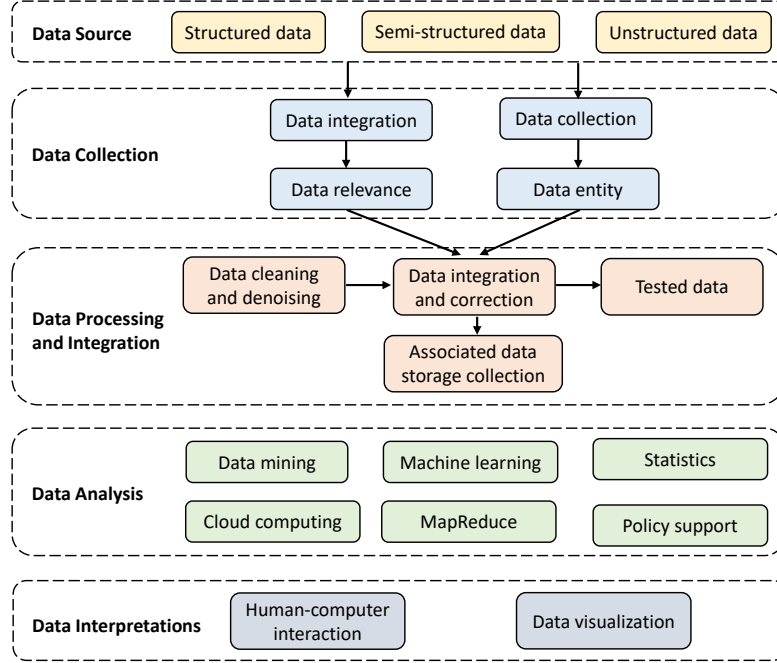 Data Source
Structured data
Semi-structured data
Unstructured data
Data Collection
Data integration
Data collection
Data relevance
Data entity
Data Processing
and Integration
Data cleaning
and denoising
Data integration
and correction
Tested data
Associated data
storage collection
Data Analysis
Data mining
Machine learning
Statistics
Cloud computing
MapReduce
Policy support
Data Interpretations
Human-computer
interaction
Data visualization